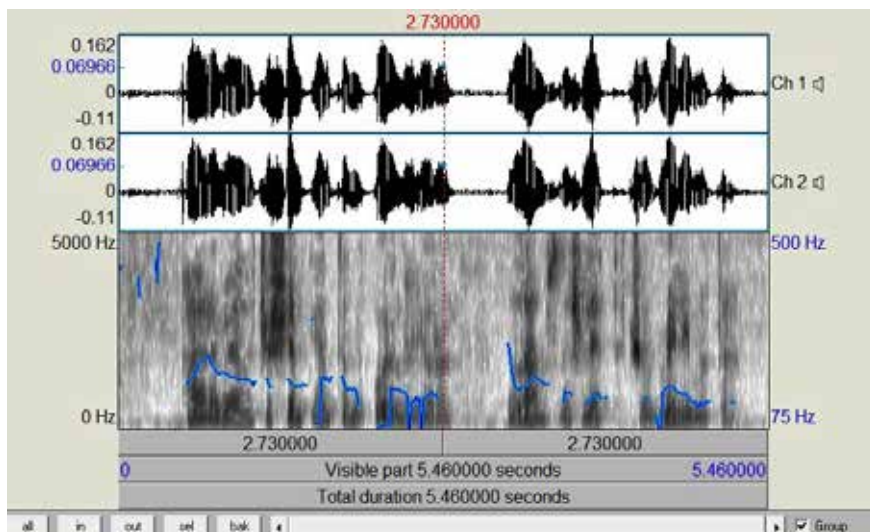 2.730000
0.162
0.06966
0
-0.11
Ch 1
0.162
0.06966
0
-0.11
Ch 2
5000 Hz
500 Hz
0 Hz
75 Hz
2.730000 2.730000
0 Visible part 5.460000 seconds 5.460000
Total duration 5.460000 seconds
all in out sel bak Group